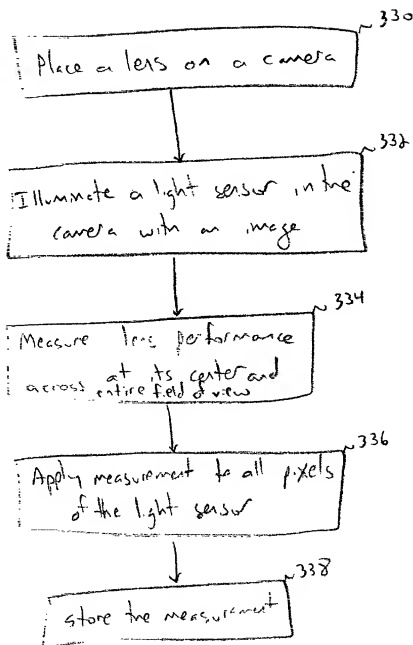 330
Place a lens on a camera
332
Illuminate a light sensor in the
camera with an image
334
Measure lens performance
at its center and
across entire field of view
336
Apply measurement to all pixels
of the light sensor
338
store the measurement